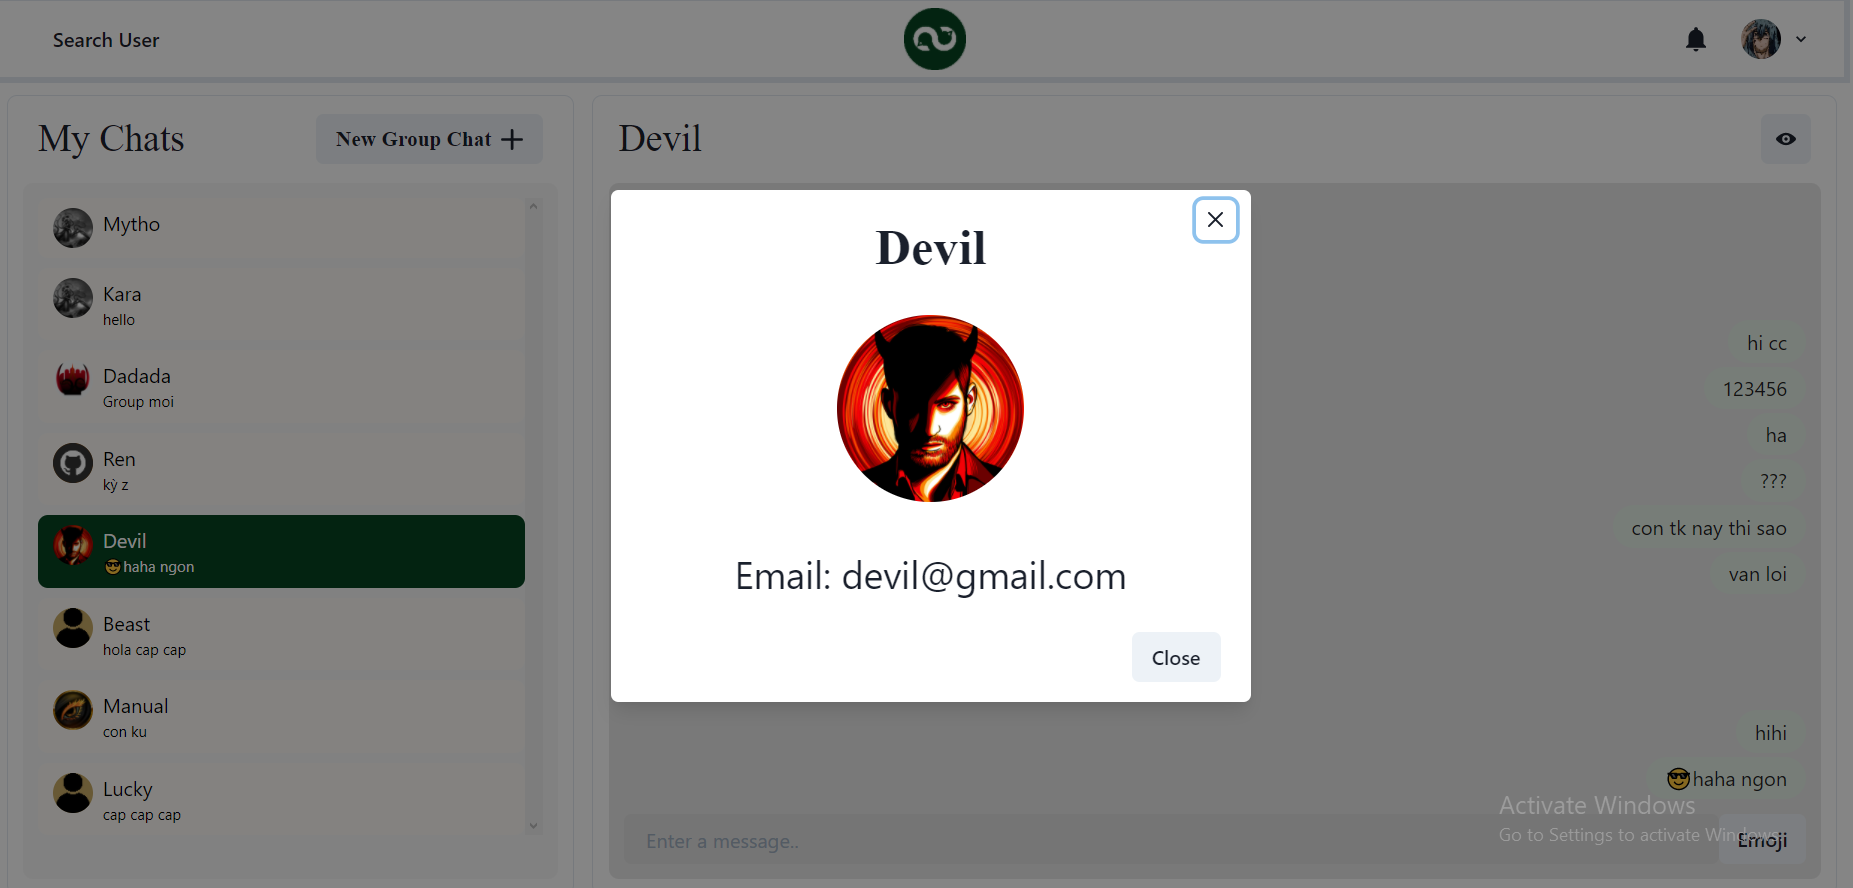 Search User
My Chats
New Group Chat
Mytho
Kara
hello
Dadada
Group moi
Ren
kỳ z
Devil
😎haha ngon
Beast
hola cap cap
Manual
con ku
Lucky
cap cap cap
Devil
hi cc
123456
ha
???
con tk nay thi sao
van loi
hihi
😎haha ngon
Enter a message..
Emoji
Devil
Email: devil@gmail.com
Close
Activate Windows
Go to Settings to activate Windows.